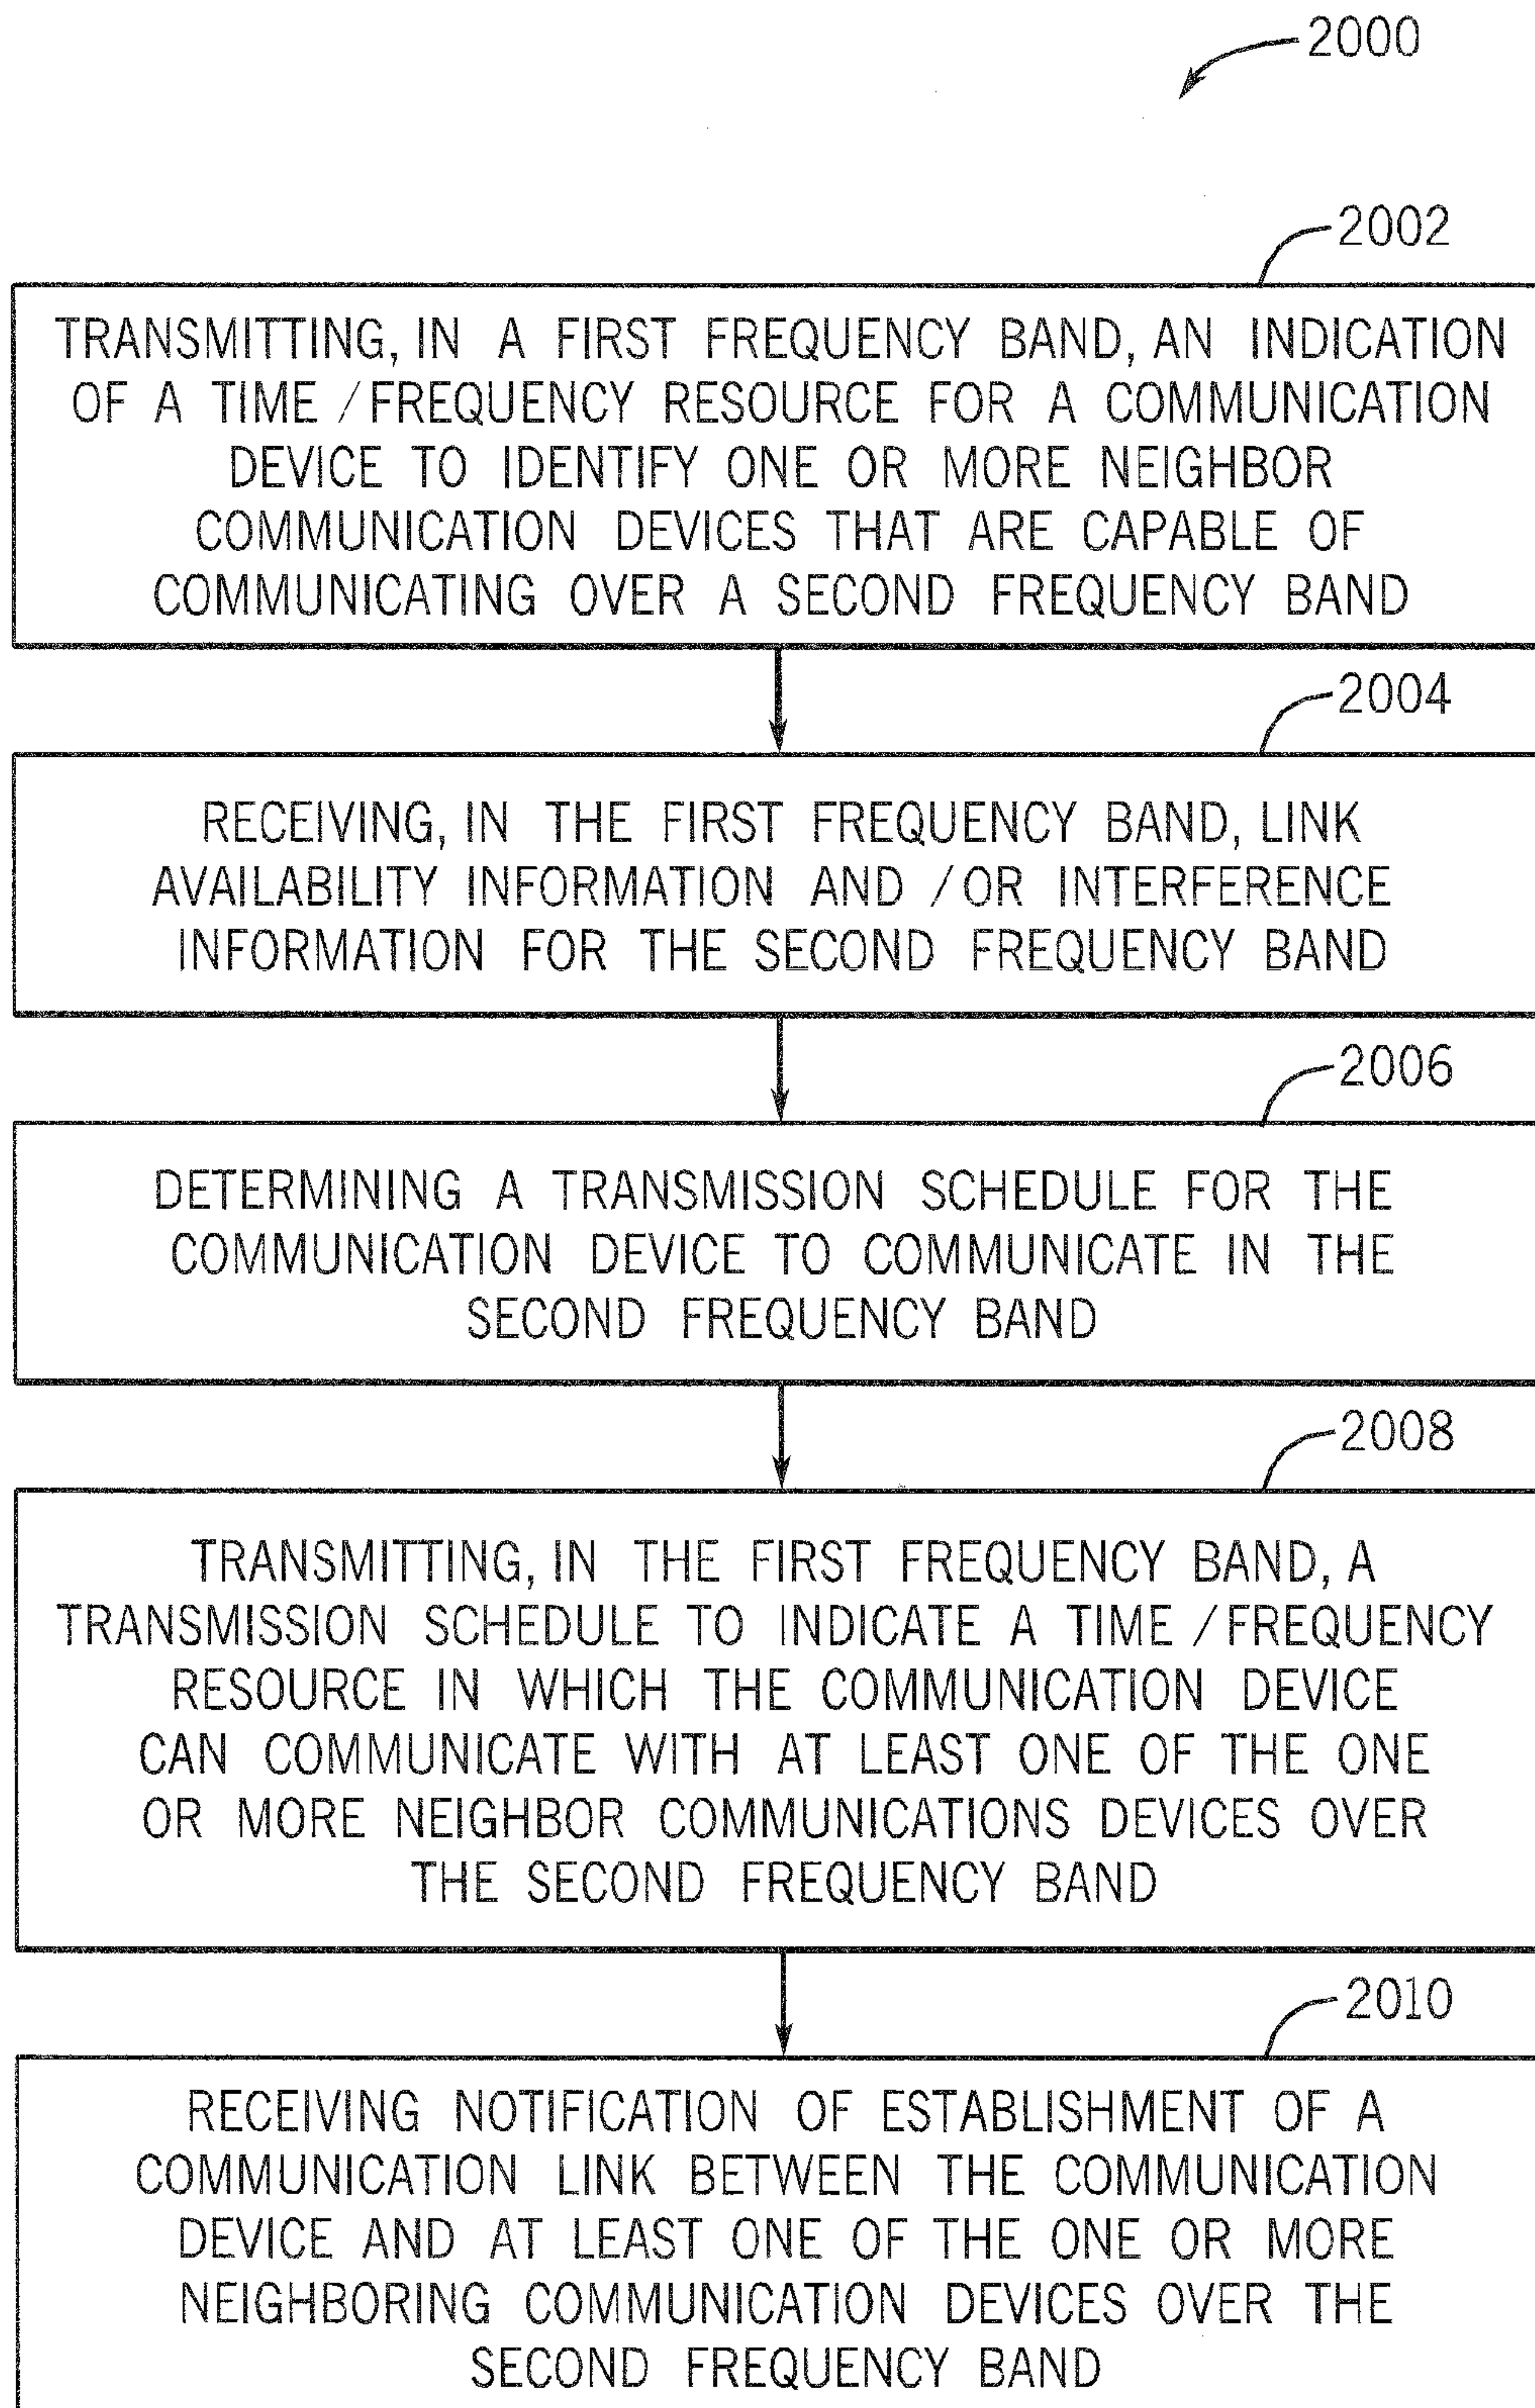 2000
2002
TRANSMITTING, IN A FIRST FREQUENCY BAND, AN INDICATION
OF A TIME / FREQUENCY RESOURCE FOR A COMMUNICATION
DEVICE TO IDENTIFY ONE OR MORE NEIGHBOR
COMMUNICATION DEVICES THAT ARE CAPABLE OF
COMMUNICATING OVER A SECOND FREQUENCY BAND
2004
RECEIVING, IN THE FIRST FREQUENCY BAND, LINK
AVAILABILITY INFORMATION AND / OR INTERFERENCE
INFORMATION FOR THE SECOND FREQUENCY BAND
2006
DETERMINING A TRANSMISSION SCHEDULE FOR THE
COMMUNICATION DEVICE TO COMMUNICATE IN THE
SECOND FREQUENCY BAND
2008
TRANSMITTING, IN THE FIRST FREQUENCY BAND, A
TRANSMISSION SCHEDULE TO INDICATE A TIME / FREQUENCY
RESOURCE IN WHICH THE COMMUNICATION DEVICE
CAN COMMUNICATE WITH AT LEAST ONE OF THE ONE
OR MORE NEIGHBOR COMMUNICATIONS DEVICES OVER
THE SECOND FREQUENCY BAND
2010
RECEIVING NOTIFICATION OF ESTABLISHMENT OF A
COMMUNICATION LINK BETWEEN THE COMMUNICATION
DEVICE AND AT LEAST ONE OF THE ONE OR MORE
NEIGHBORING COMMUNICATION DEVICES OVER THE
SECOND FREQUENCY BAND